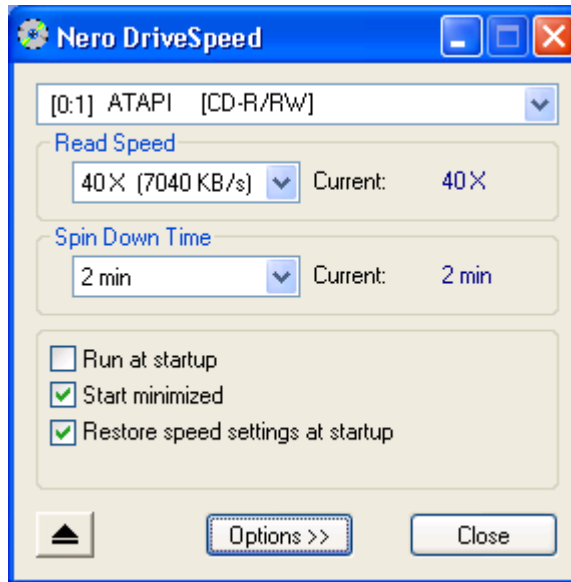 Nero DriveSpeed
[0:1] ATAPI [CD-R/RW]
Read Speed
40X (7040 KB/s) Current: 40X
Spin Down Time
2 min Current: 2 min
Run at startup
Start minimized
Restore speed settings at startup
Options >> Close